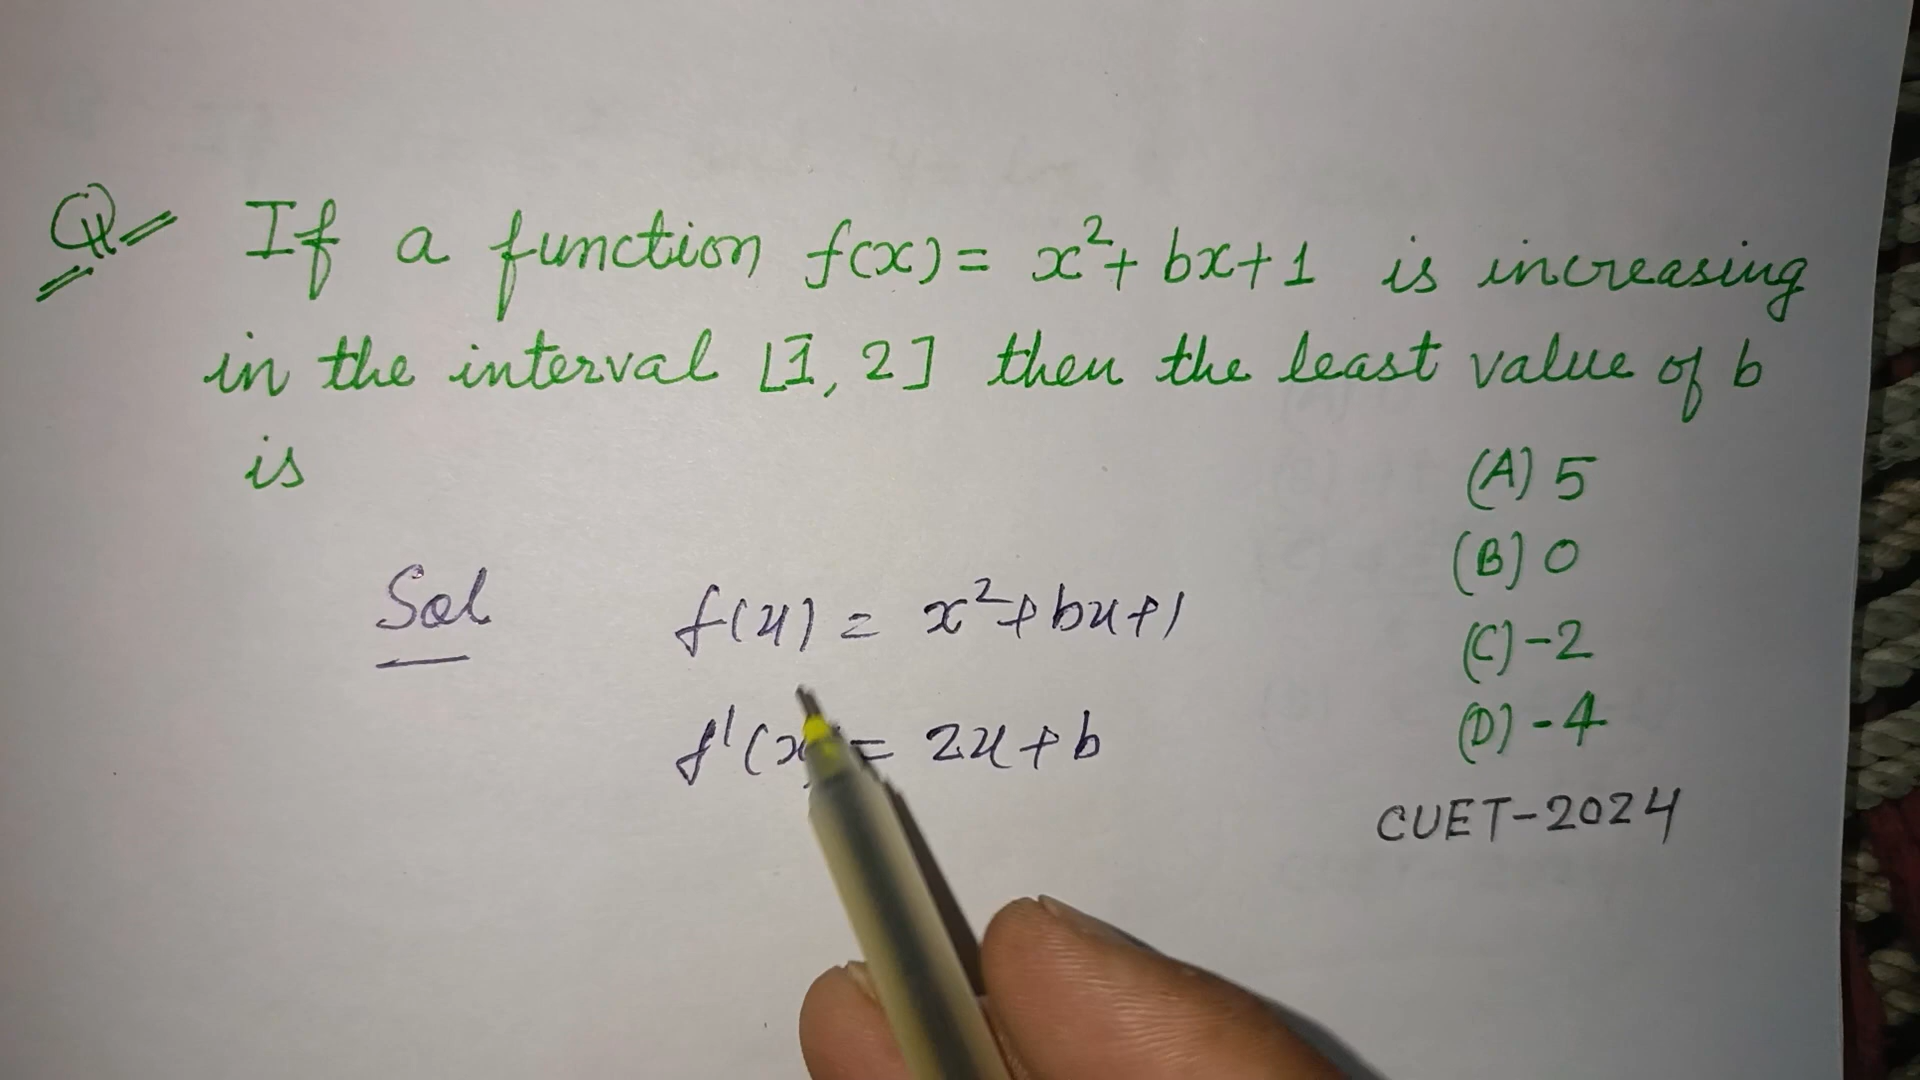 Q= If a function f(x) = x²+ bx+1 is increasing
in the interval [1, 2] then the least value of b
is
(A) 5
(B) 0
(C) -2
(D) -4
CUET-2024
Sol f(x) = x²+bx+1
f'(x) = 2x+b